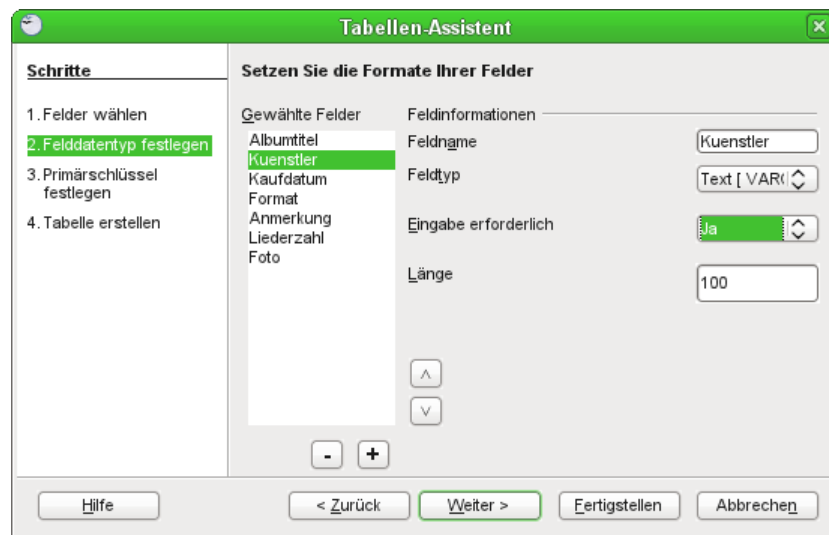 Tabellen-Assistent
Schritte
1. Felder wählen
2. Felddatentyp festlegen
3. Primärschlüssel
festlegen
4. Tabelle erstellen
Setzen Sie die Formate Ihrer Felder
Gewählte Felder
Albumtitel
Kuenstler
Kaufdatum
Format
Anmerkung
Liederzahl
Foto
- +
Feldinformationen
Feldname Kuenstler
Feldtyp Text [ VAR(
Eingabe erforderlich Ja
Länge 100
Hilfe < Zurück Weiter > Fertigstellen Abbrechen